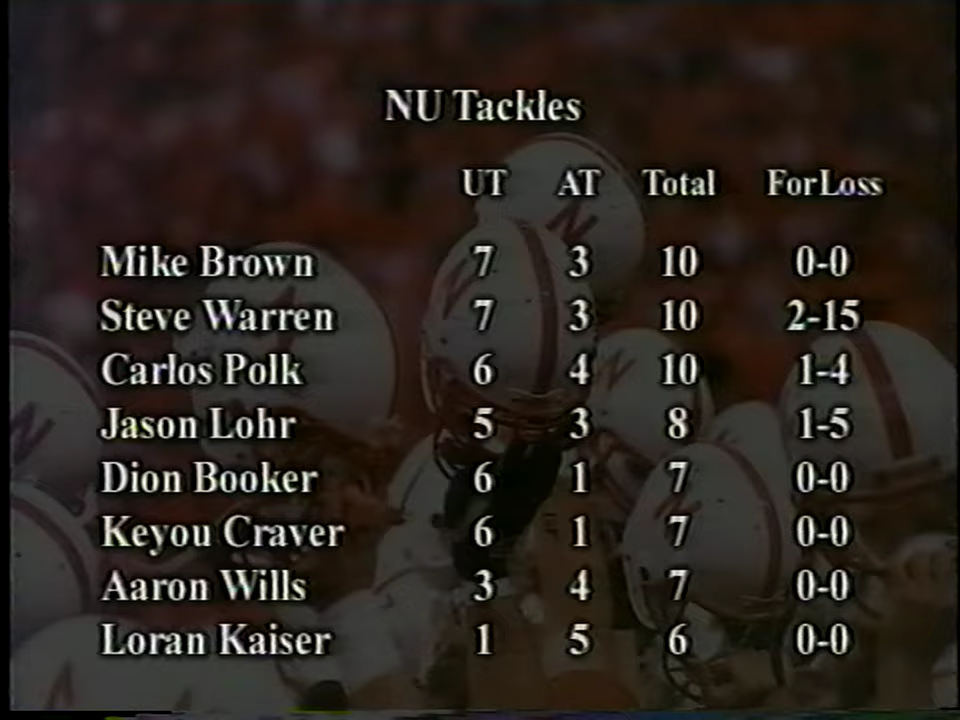 NU Tackles
UT AT Total ForLoss
Mike Brown 7 3 10 0-0
Steve Warren 7 3 10 2-15
Carlos Polk 6 4 10 1-4
Jason Lohr 5 3 8 1-5
Dion Booker 6 1 7 0-0
Keyou Craver 6 1 7 0-0
Aaron Wills 3 4 7 0-0
Loran Kaiser 1 5 6 0-0